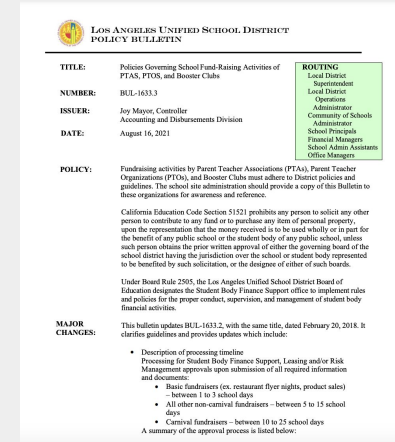 LOS ANGELES UNIFIED SCHOOL DISTRICT
POLICY BULLETIN
TITLE:
Policies Governing School Fund-Raising Activities of
PTAS, PTOS, and Booster Clubs
NUMBER:
BUL-1633.3
ISSUER:
Joy Mayor, Controller
Accounting and Disbursements Division
DATE:
August 16, 2021
ROUTING
Local District
Superintendent
Local District
Operations
Administrator
Community of Schools
Administrator
School Principals
Financial Managers
School Admin Assistants
Office Managers
POLICY:
Fundraising activities by Parent Teacher Associations (PTAs), Parent Teacher
Organizations (PTOs), and Booster Clubs must adhere to District policies and
guidelines. The school site administration should provide a copy of this Bulletin to
these organizations for awareness and reference.
California Education Code Section 51521 prohibits any person to solicit any other
person to contribute to any fund or to purchase any item of personal property,
upon the representation that the money received is to be used wholly or in part for
the benefit of any public school or the student body of any public school, unless
such person obtains the prior written approval of either the governing board of the
school district having the jurisdiction over the school or student body represented
to be benefited by such solicitation, or the designee of either of such boards.
Under Board Rule 2505, the Los Angeles Unified School District Board of
Education designates the Student Body Finance Support office to implement rules
and policies for the proper conduct, supervision, and management of student body
financial activities.
MAJOR
CHANGES:
This bulletin updates BUL-1633.2, with the same title, dated February 20, 2018. It
clarifies guidelines and provides updates which include:
• Description of processing timeline
Processing for Student Body Finance Support, Leasing and/or Risk
Management approvals upon submission of all required information
and documents:
• Basic fundraisers (ex. restaurant flyer nights, product sales)
– between 1 to 3 school days
• All other non-carnival fundraisers – between 5 to 15 school
days
• Carnival fundraisers – between 10 to 25 school days
A summary of the approval process is listed below: